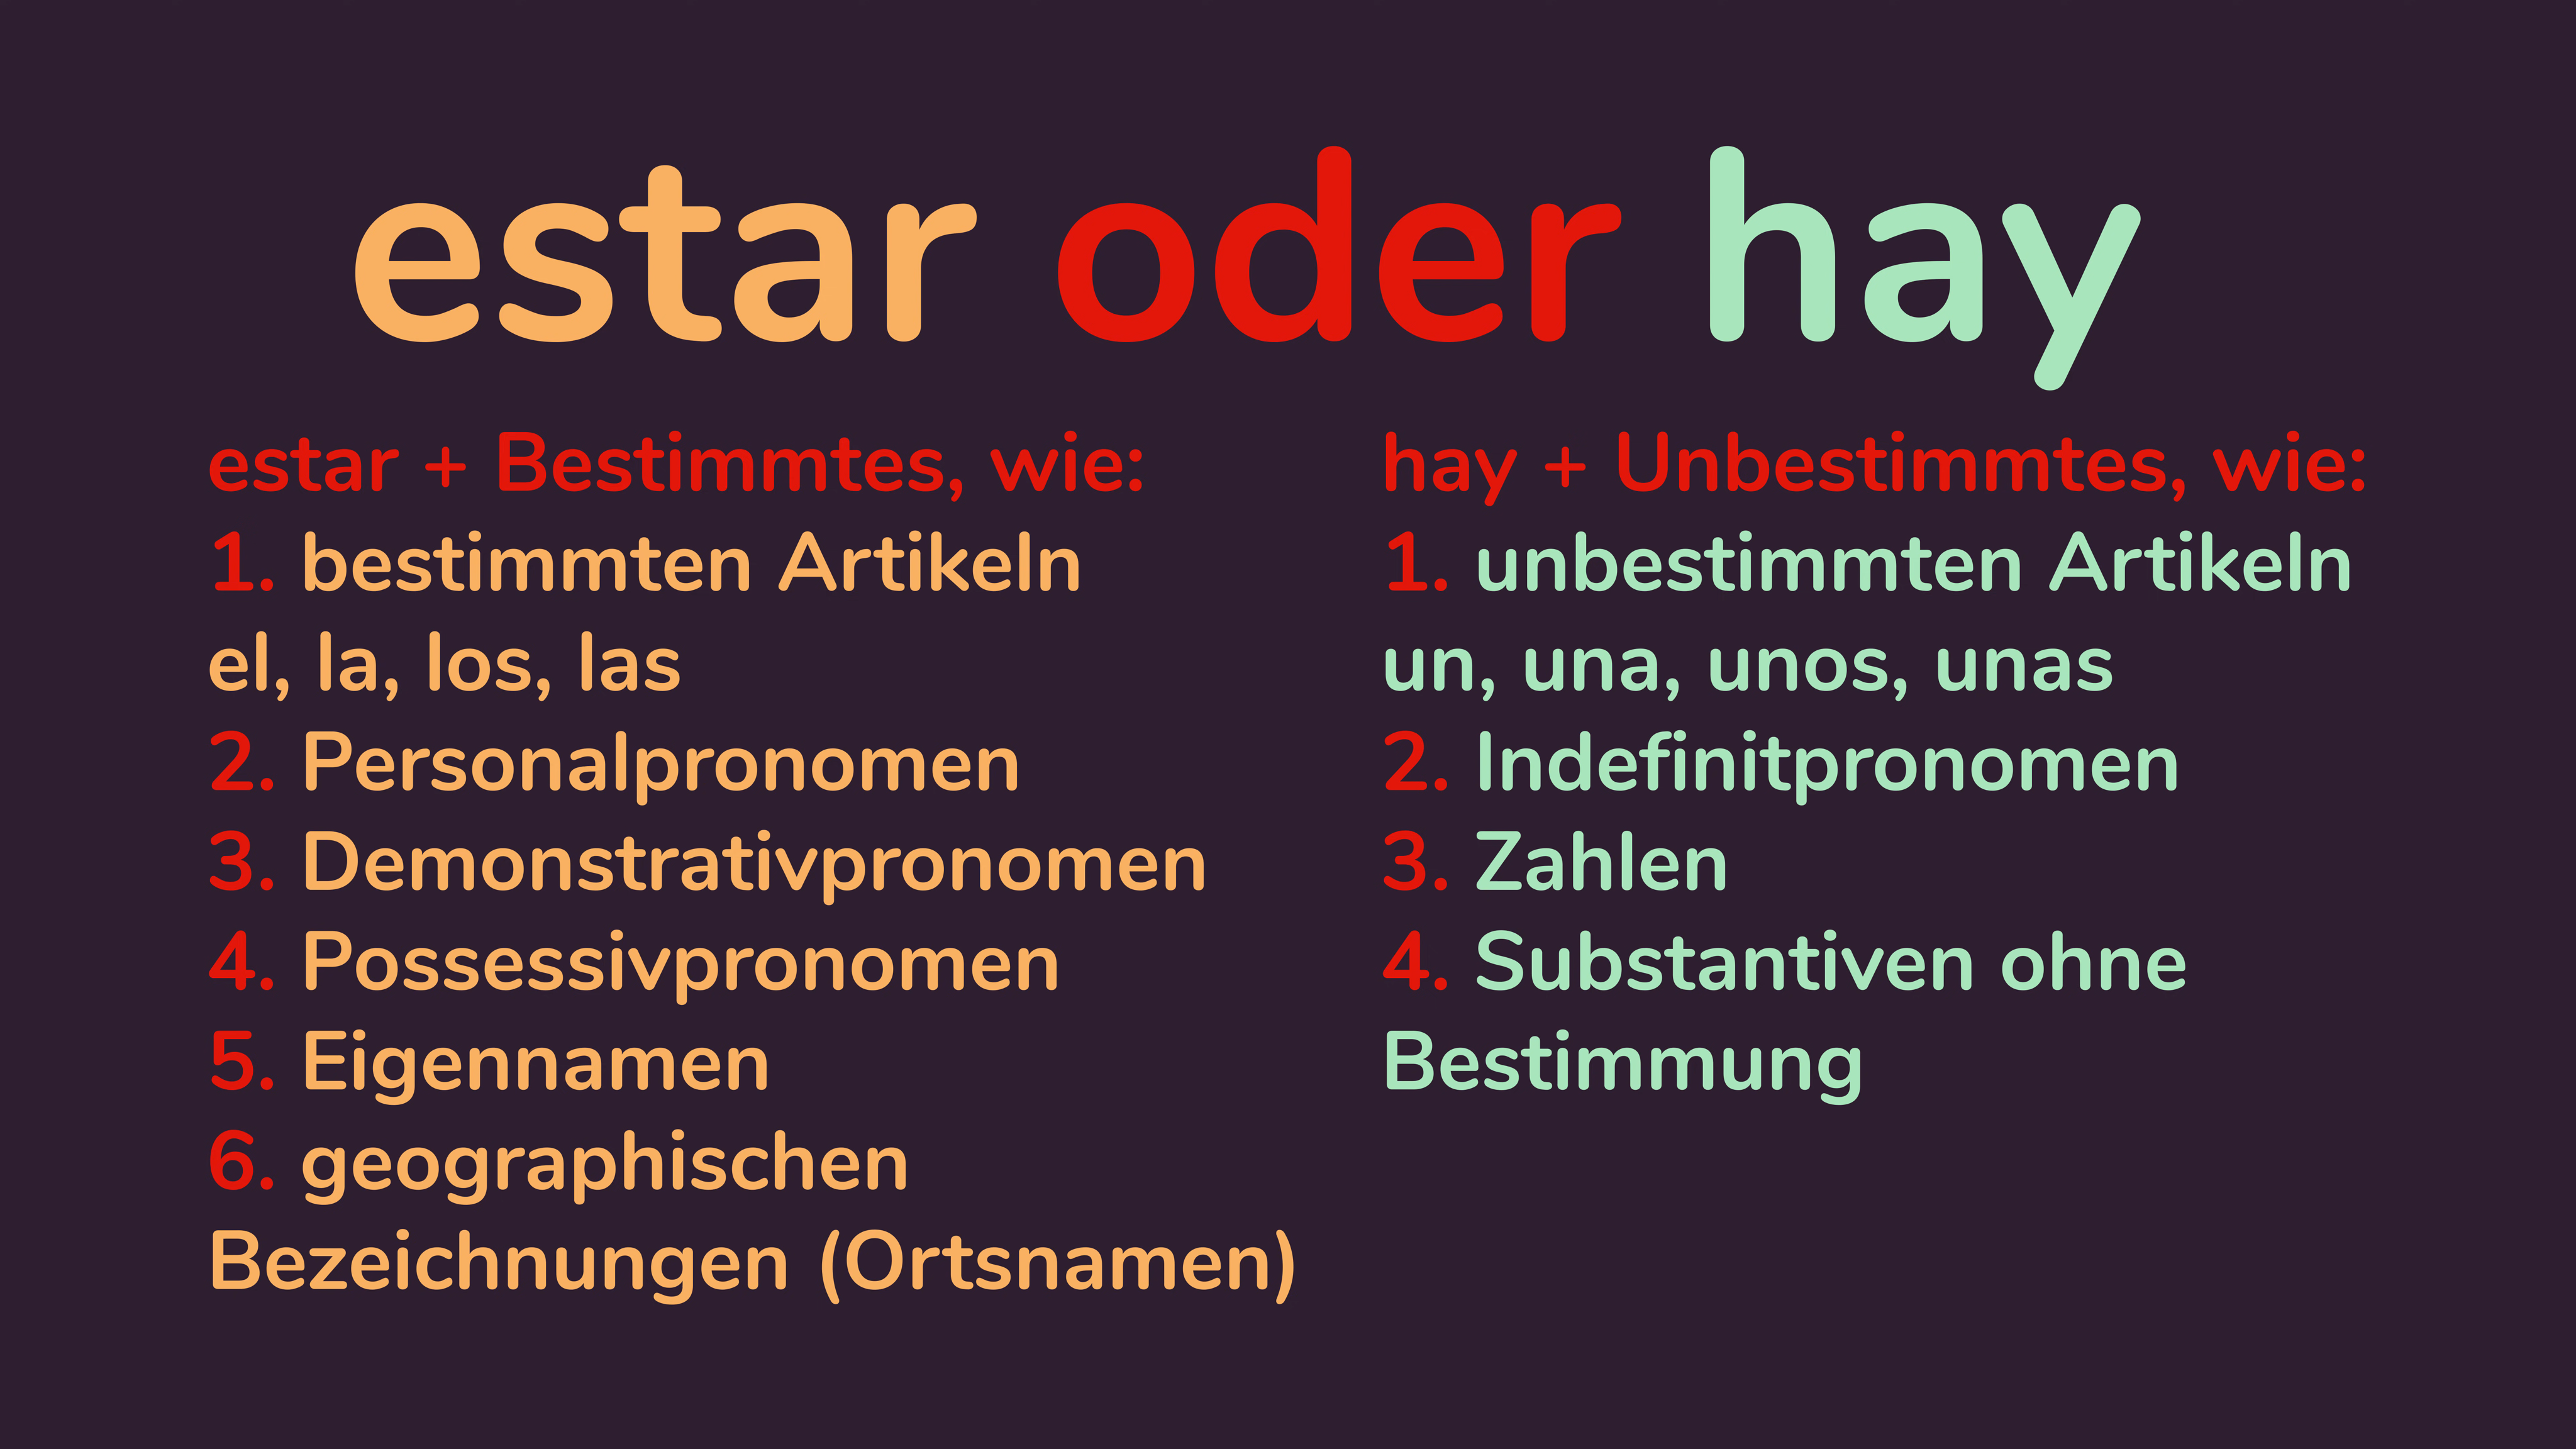 estar oder hay
estar + Bestimmtes, wie:
1. bestimmten Artikeln
el, la, los, las
2. Personalpronomen
3. Demonstrativpronomen
4. Possessivpronomen
5. Eigennamen
6. geographischen
Bezeichnungen (Ortsnamen)
hay + Unbestimmtes, wie:
1. unbestimmten Artikeln
un, una, unos, unas
2. Indefinitpronomen
3. Zahlen
4. Substantiven ohne
Bestimmung